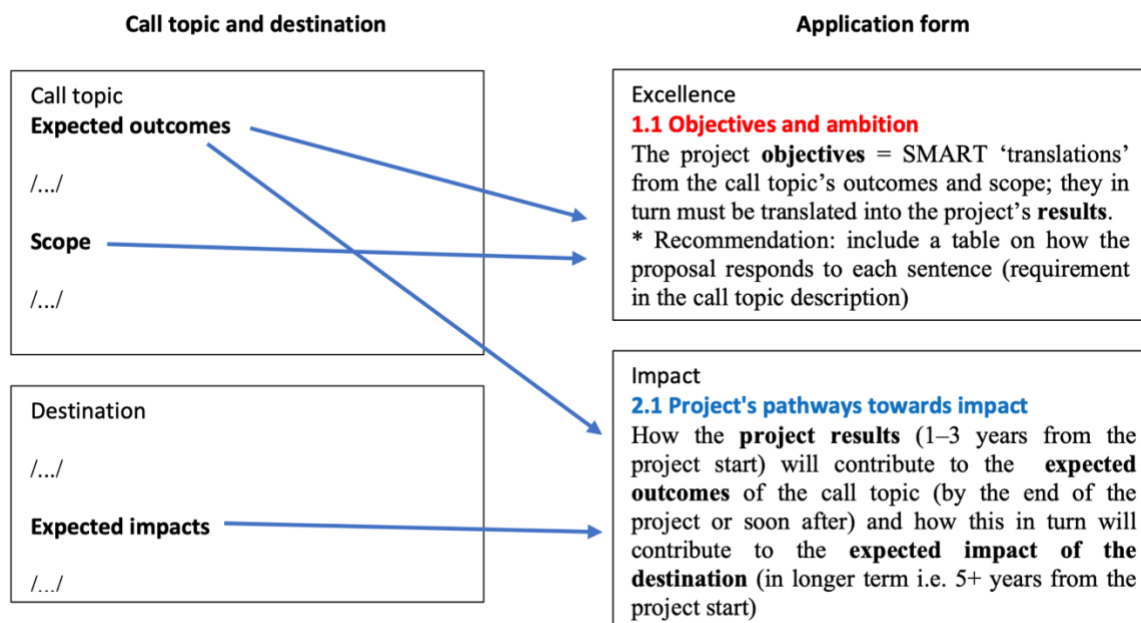 Call topic and destination
Application form
Call topic
Expected outcomes
/.../
Scope
/.../
Destination
/.../
Expected impacts
/.../
Excellence
1.1 Objectives and ambition
The project objectives = SMART ‘translations’
from the call topic’s outcomes and scope; they in
turn must be translated into the project’s results.
* Recommendation: include a table on how the
proposal responds to each sentence (requirement
in the call topic description)
Impact
2.1 Project's pathways towards impact
How the project results (1–3 years from the
project start) will contribute to the expected
outcomes of the call topic (by the end of the
project or soon after) and how this in turn will
contribute to the expected impact of the
destination (in longer term i.e. 5+ years from the
project start)